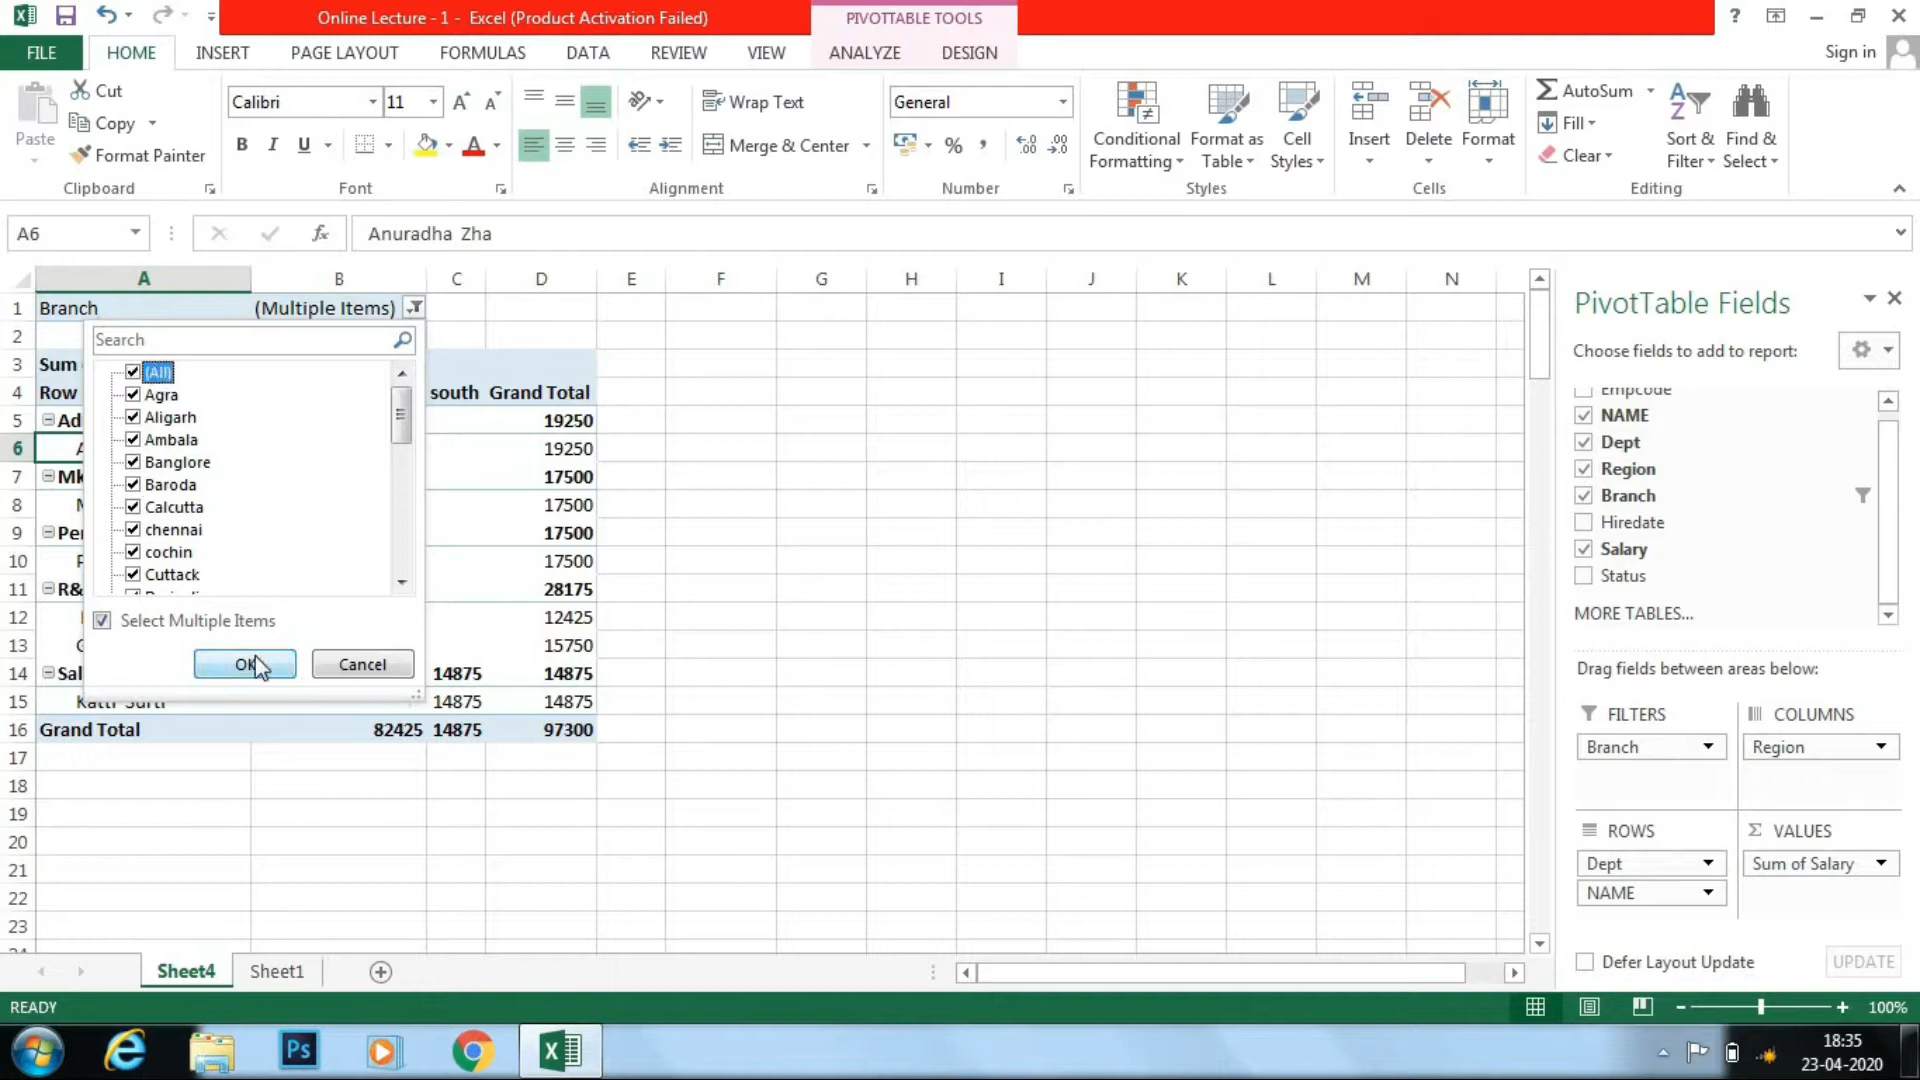 Online Lecture - 1 - Excel (Product Activation Failed)
PIVOTTABLE TOOLS
?
FILE HOME INSERT PAGE LAYOUT FORMULAS DATA REVIEW VIEW ANALYZE DESIGN
Sign in
Paste
Cut
Copy
Format Painter
Clipboard
Calibri 11
B I U
Font
Wrap Text
Merge & Center
Alignment
General
%
Number
Conditional Formatting
Format as Table
Cell Styles
Styles
Insert
Delete
Format
Cells
AutoSum
Fill
Clear
Sort & Filter
Find & Select
Editing
A6
fx
Anuradha Zha
A B C D E F G H I J K L M N
1 Branch (Multiple Items)
2
3 Sum
4 Row south Grand Total
5 Ad 19250
6 19250
7 Mk 17500
8 17500
9 Per 17500
10 17500
11 R& 28175
12 12425
13 15750
14 Sal 14875 14875
15 14875 14875
16 Grand Total 82425 14875 97300
17
18
19
20
21
22
23
Search
(All)
Agra
Aligarh
Ambala
Banglore
Baroda
Calcutta
chennai
cochin
Cuttack
Select Multiple Items
OK Cancel
PivotTable Fields
Choose fields to add to report:
Empcode
NAME
Dept
Region
Branch
Hiredate
Salary
Status
MORE TABLES...
Drag fields between areas below:
FILTERS
Branch
COLUMNS
Region
ROWS
Dept
NAME
VALUES
Sum of Salary
Defer Layout Update UPDATE
Sheet4 Sheet1
READY
100%
Ps
18:35
23-04-2020